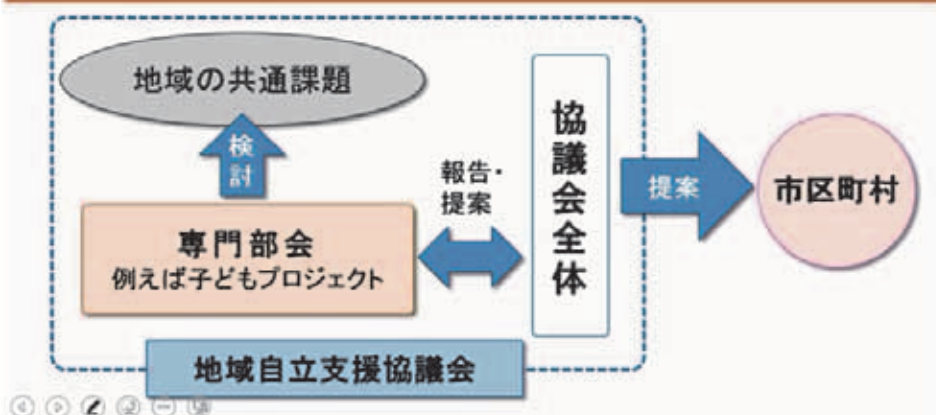 地域の共通課題
検討
報告・
提案
専門部会
例えば子どもプロジェクト
協議会全体
提案
市区町村
地域自立支援協議会